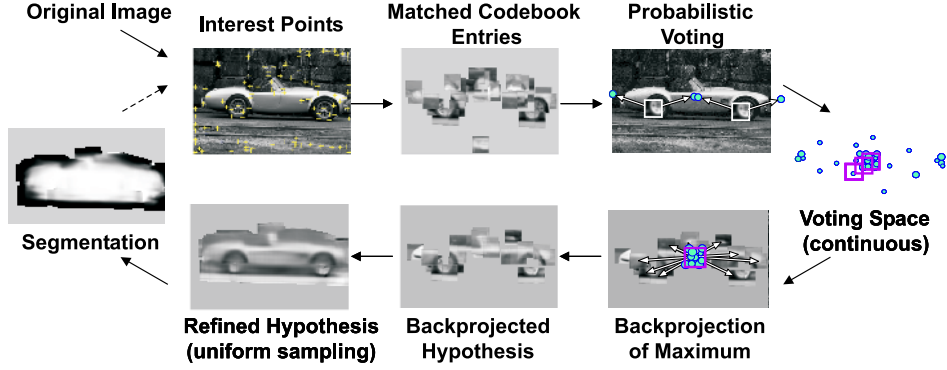 Original Image
Interest Points
Matched Codebook
Entries
Probabilistic
Voting
Voting Space
(continuous)
Segmentation
Refined Hypothesis
(uniform sampling)
Backprojected
Hypothesis
Backprojection
of Maximum